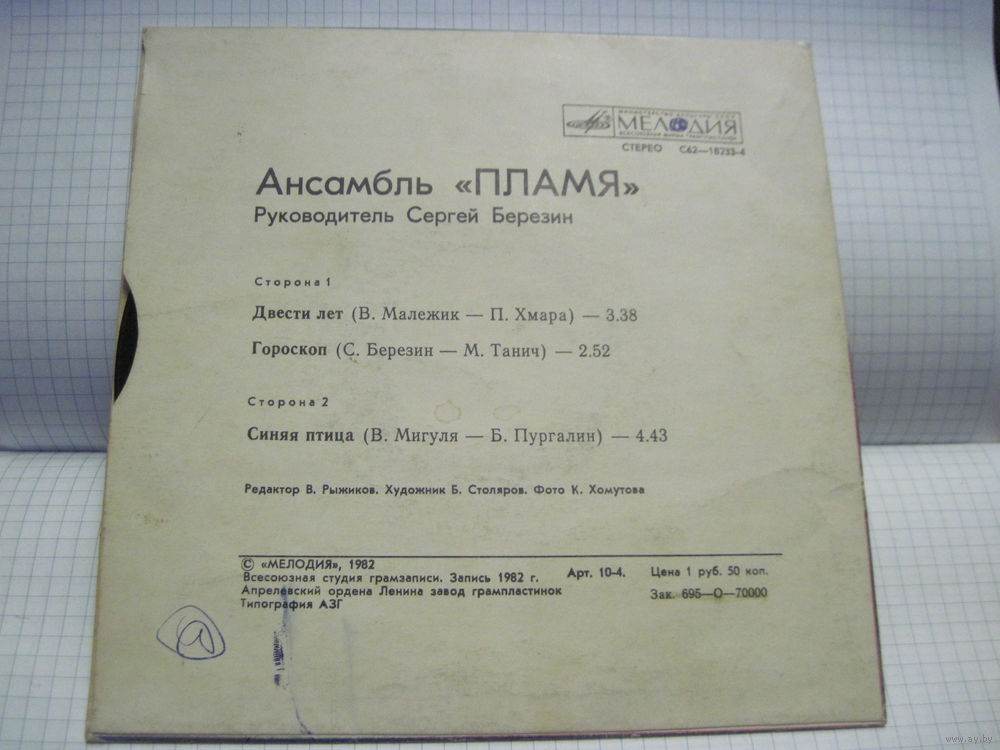 МЕЛОДИЯ
СТЕРЕО С62—18233-4
Ансамбль «ПЛАМЯ»
Руководитель Сергей Березин
Сторона 1
Двести лет (В. Малежик — П. Хмара) — 3.38
Гороскоп (С. Березин — М. Танич) — 2.52
Сторона 2
Синяя птица (В. Мигуля — Б. Пургалин) — 4.43
Редактор В. Рыжиков. Художник Б. Столяров. Фото К. Хомутова
© «МЕЛОДИЯ», 1982
Всесоюзная студия грамзаписи. Запись 1982 г.
Апрелевский ордена Ленина завод грампластинок
Типография АЗГ
Арт. 10-4.
Цена 1 руб. 50 коп.
Зак. 695—О—70000
www.ay.by